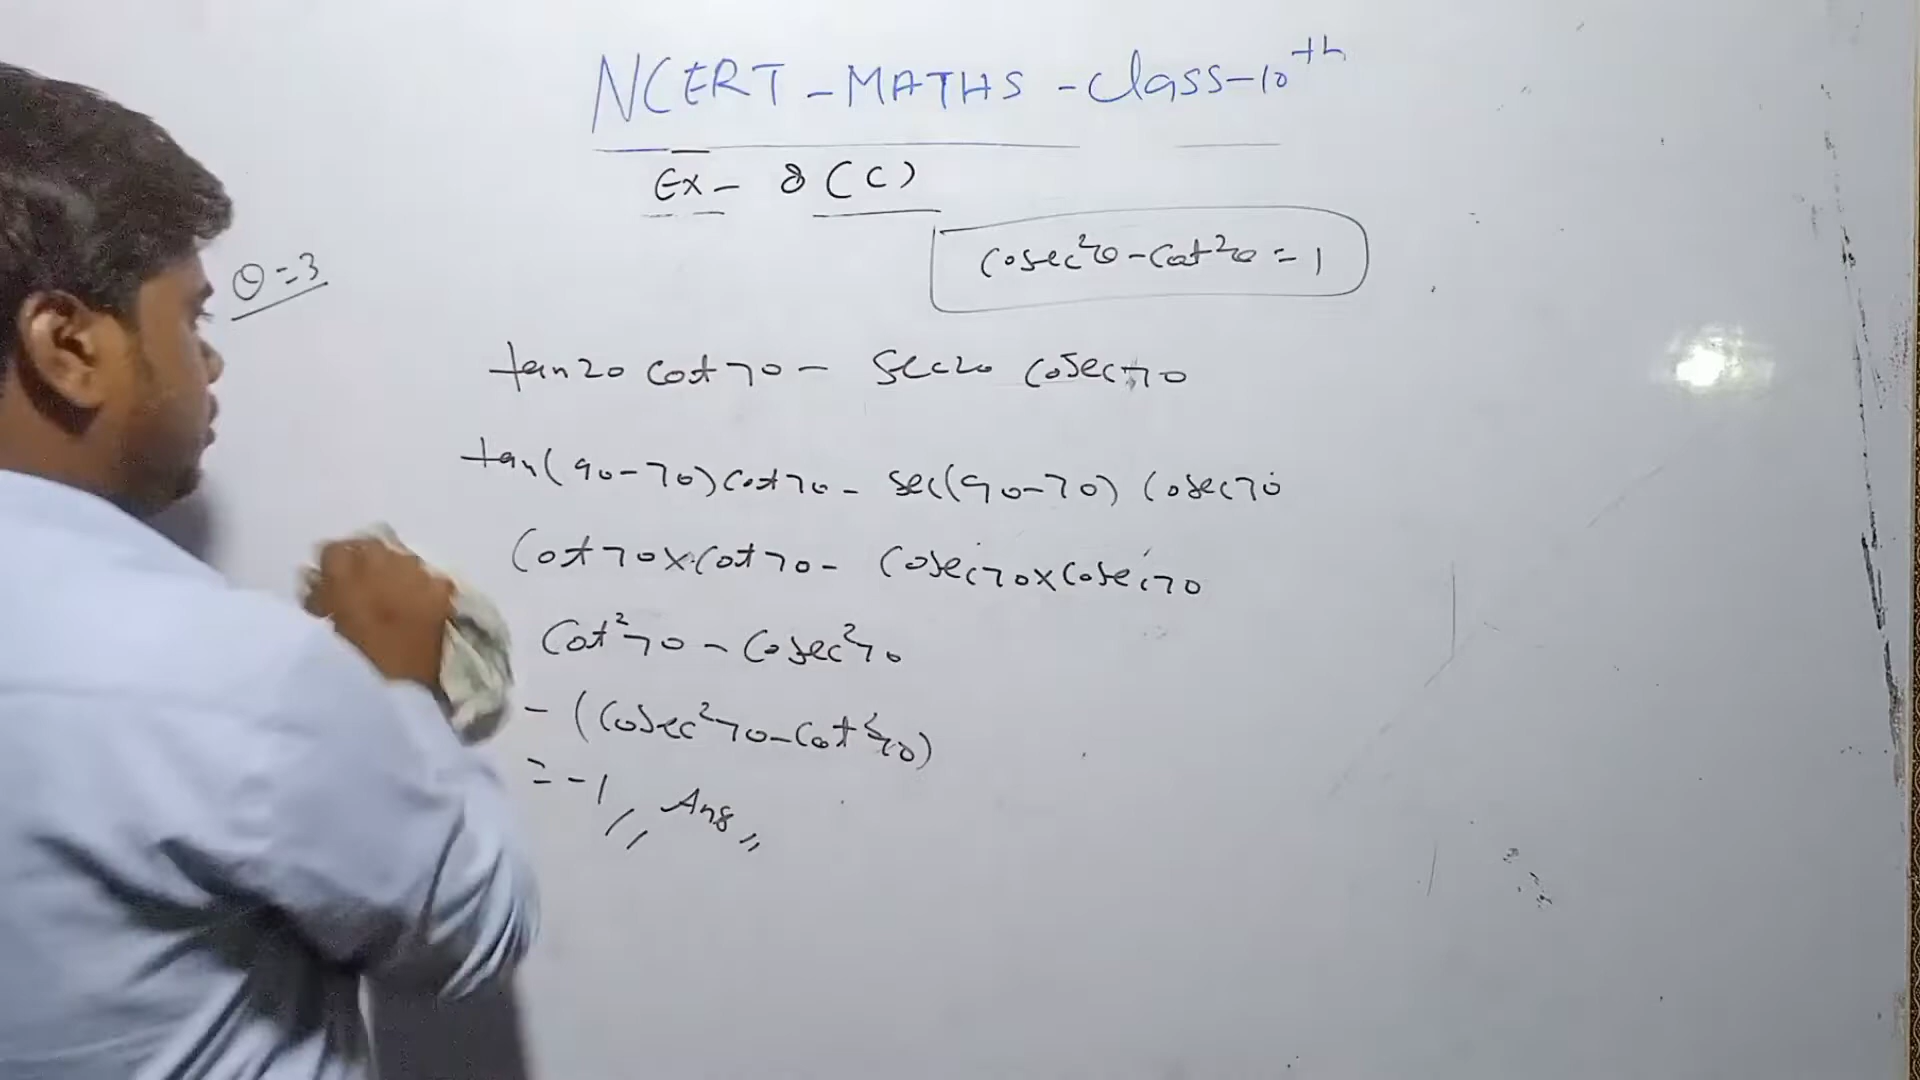 NCERT - MATHS - Class - 10th
Ex - 8 (C)
cosec²θ - cot²θ = 1
θ = 3
tan20 cot70 - sec20 cosec70
tan(90-70) cot70 - sec(90-70) cosec70
cot70 x cot70 - cosec70 x cosec70
cot²70 - cosec²70
- (cosec²70 - cot²70)
= -1 ,, Ans ,,